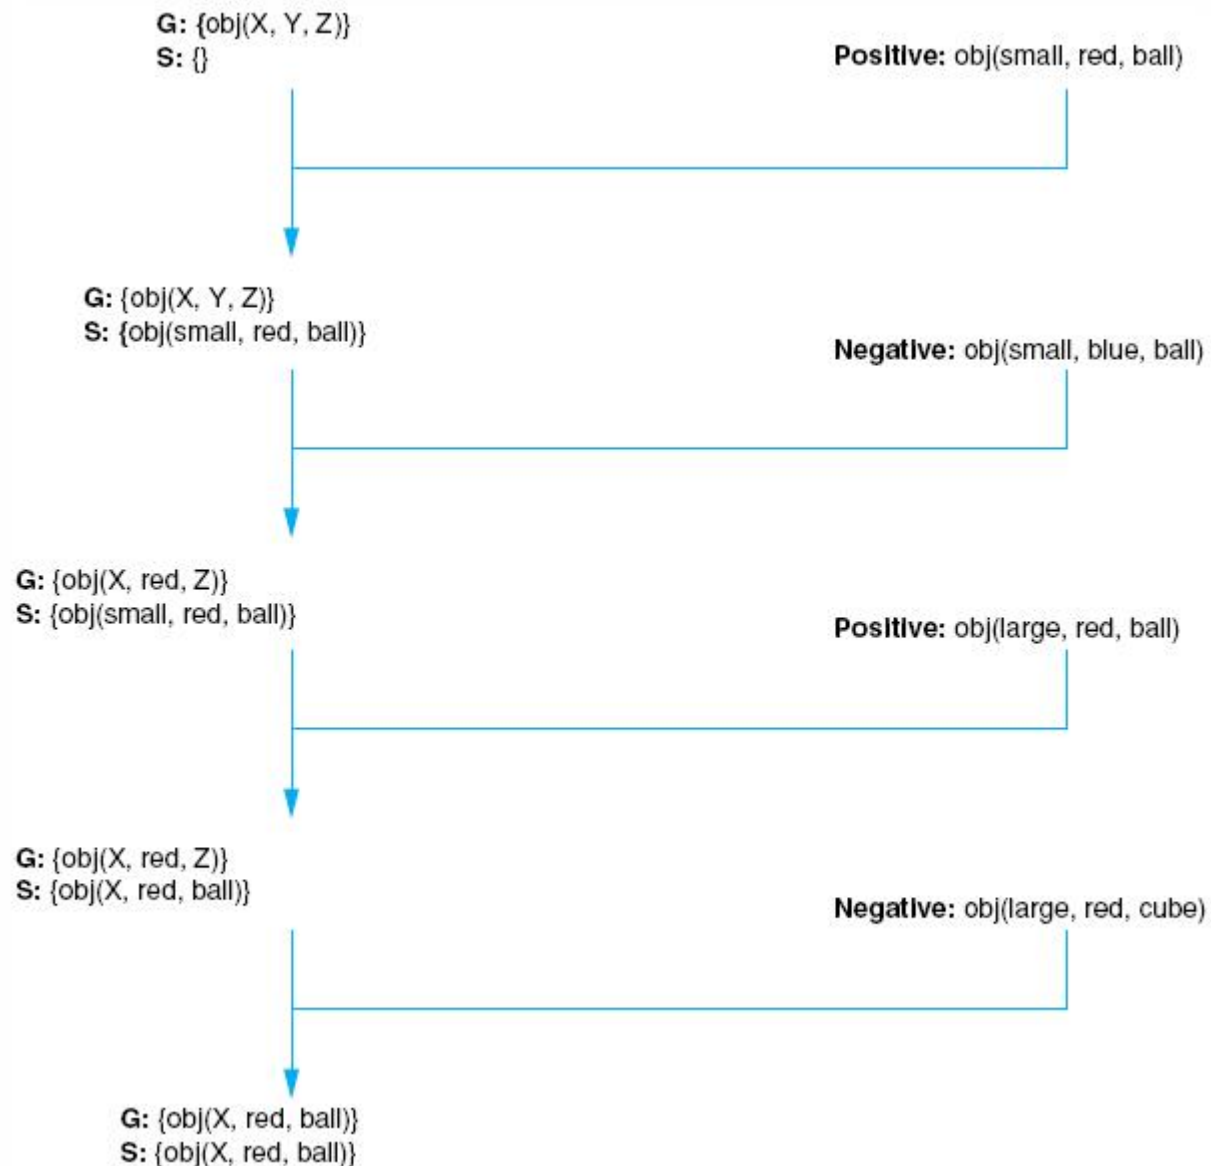 G: {obj(X, Y, Z)}
S: {}
Positive: obj(small, red, ball)
G: {obj(X, Y, Z)}
S: {obj(small, red, ball)}
Negative: obj(small, blue, ball)
G: {obj(X, red, Z)}
S: {obj(small, red, ball)}
Positive: obj(large, red, ball)
G: {obj(X, red, Z)}
S: {obj(X, red, ball)}
Negative: obj(large, red, cube)
G: {obj(X, red, ball)}
S: {obj(X, red, ball)}